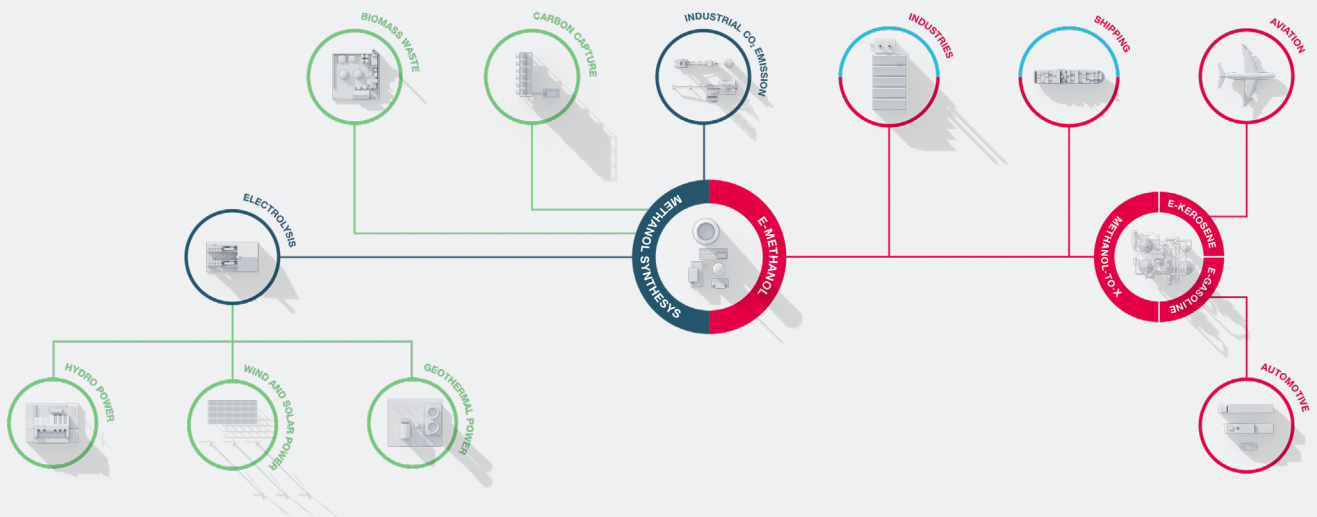 BIOMASS WASTE
CARBON CAPTURE
INDUSTRIAL CO₂ EMISSION
INDUSTRIES
SHIPPING
AVIATION
ELECTROLYSIS
METHANOL SYNTHESYS
E-METHANOL
METHANOL-TO-X
E-KEROSENE
E-GASOLINE
HYDRO POWER
WIND AND SOLAR POWER
GEOTHERMAL POWER
AUTOMOTIVE